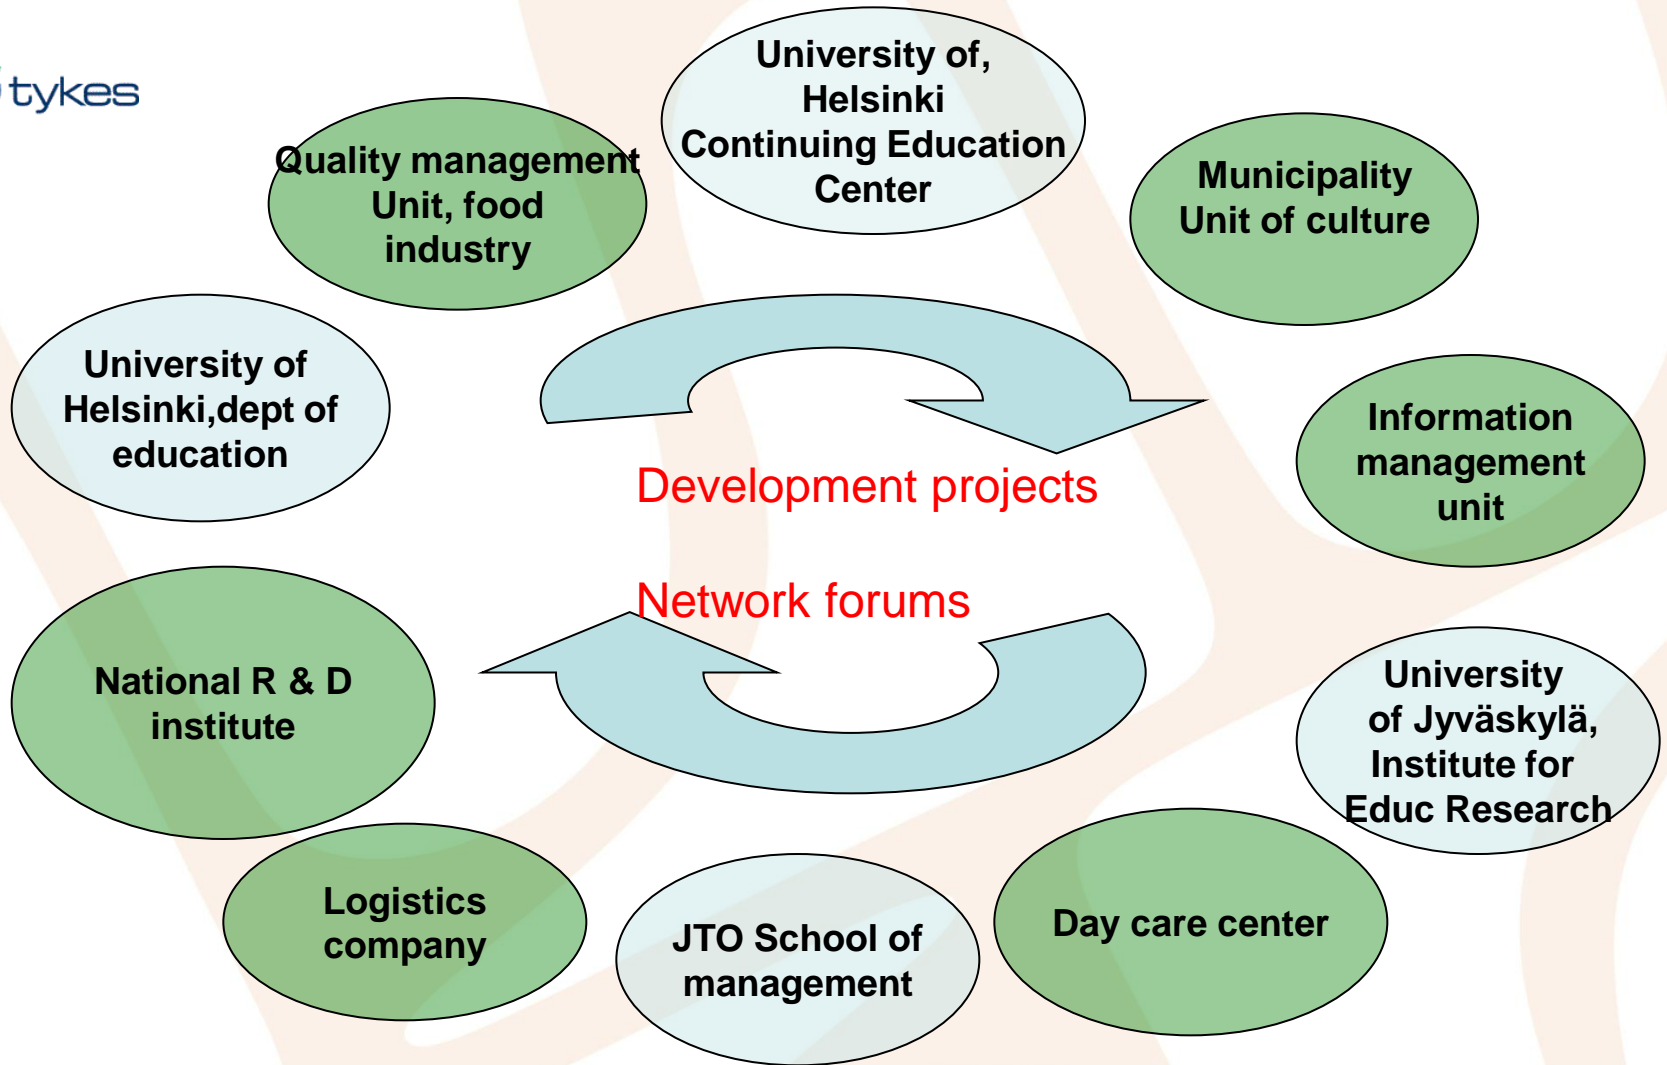 tykes
University of,
Helsinki
Continuing Education
Center
Quality management
Unit, food
industry
Municipality
Unit of culture
University of
Helsinki,dept of
education
Information
management
unit
Development projects
Network forums
National R & D
institute
University
of Jyväskylä,
Institute for
Educ Research
Logistics
company
JTO School of
management
Day care center